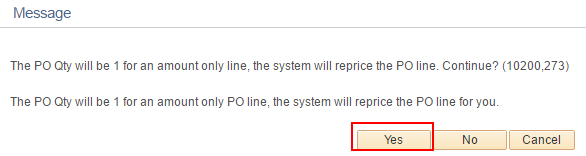 Message
The PO Qty will be 1 for an amount only line, the system will reprice the PO line. Continue? (10200,273)
The PO Qty will be 1 for an amount only PO line, the system will reprice the PO line for you.
Yes No Cancel